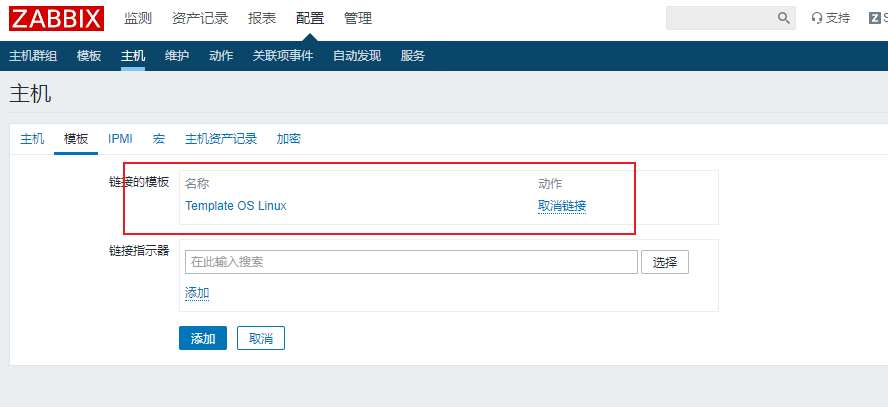 ZABBIX 监测 资产记录 报表 配置 管理 支持 Z
主机群组 模板 主机 维护 动作 关联项事件 自动发现 服务
主机
主机 模板 IPMI 宏 主机资产记录 加密
链接的模板 名称 动作
Template OS Linux 取消链接
链接指示器
在此输入搜索 选择
添加
添加 取消